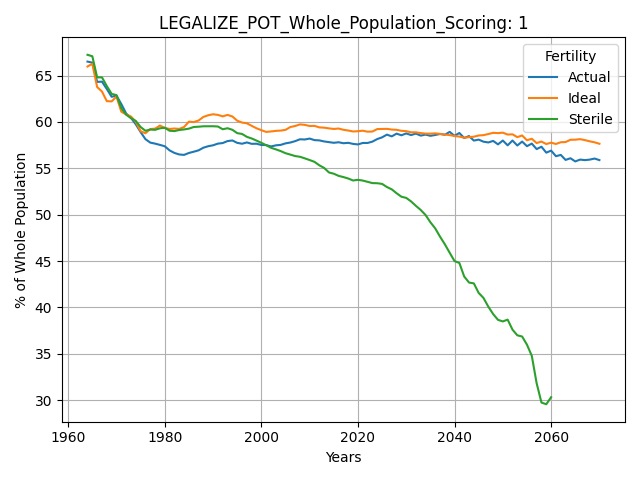 LEGALIZE_POT_Whole_Population_Scoring: 1
Fertility
Actual
Ideal
Sterile
% of Whole Population
65
60
55
50
45
40
35
30
1960
1980
2000
2020
2040
2060
Years